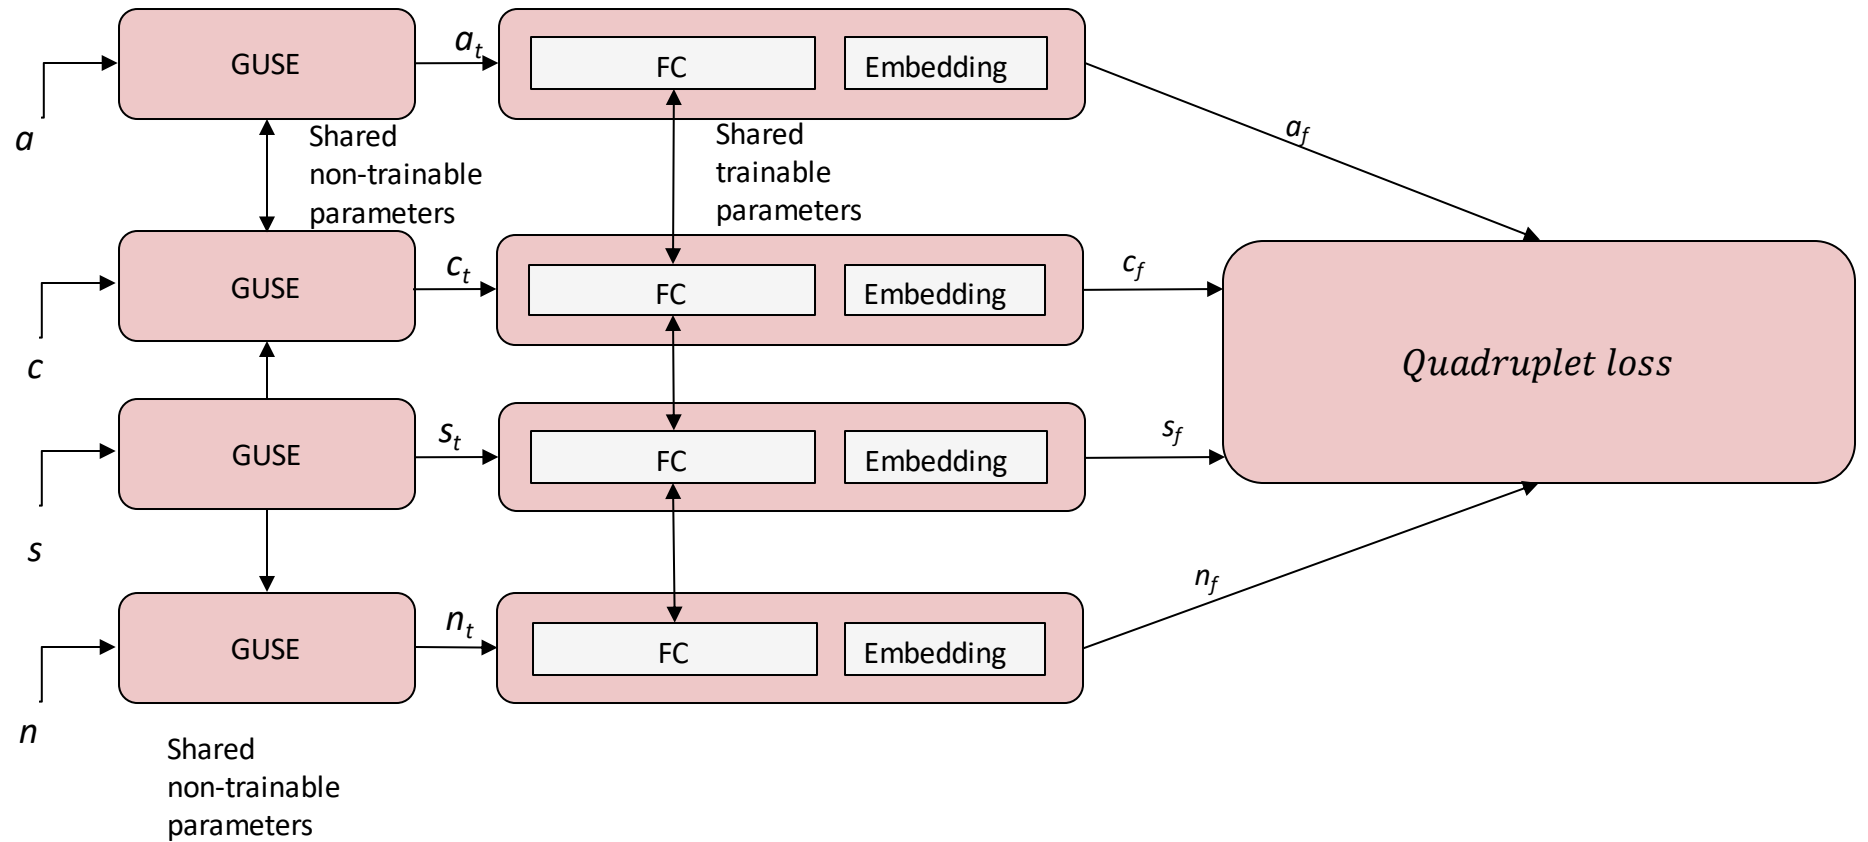 a
GUSE
a_t
FC
Embedding
a_f
Shared
non-trainable
parameters
Shared
trainable
parameters
c
GUSE
c_t
FC
Embedding
c_f
s
GUSE
s_t
FC
Embedding
s_f
Quadruplet loss
n
GUSE
n_t
FC
Embedding
n_f
Shared
non-trainable
parameters